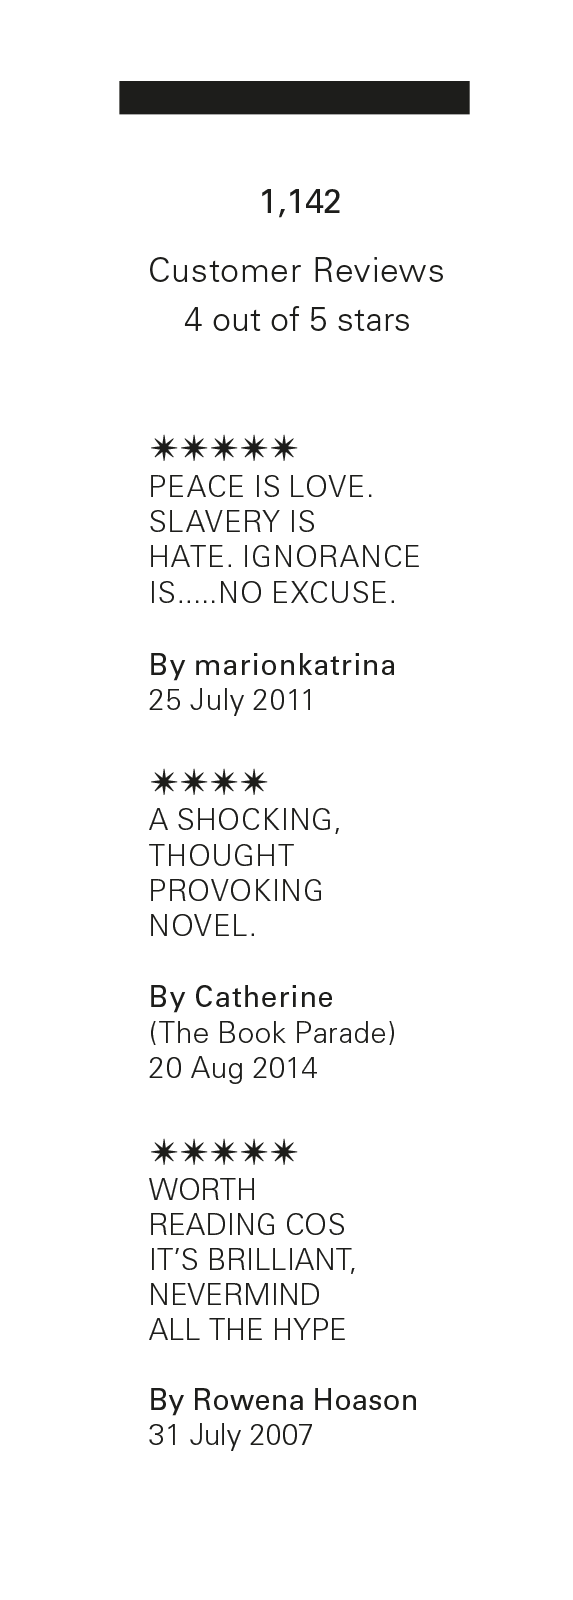 1,142
Customer Reviews
4 out of 5 stars
✷✷✷✷✷
PEACE IS LOVE.
SLAVERY IS
HATE. IGNORANCE
IS.....NO EXCUSE.
By marionkatrina
25 July 2011
✷✷✷✷
A SHOCKING,
THOUGHT
PROVOKING
NOVEL.
By Catherine
(The Book Parade)
20 Aug 2014
✷✷✷✷✷
WORTH
READING COS
IT’S BRILLIANT,
NEVERMIND
ALL THE HYPE
By Rowena Hoason
31 July 2007